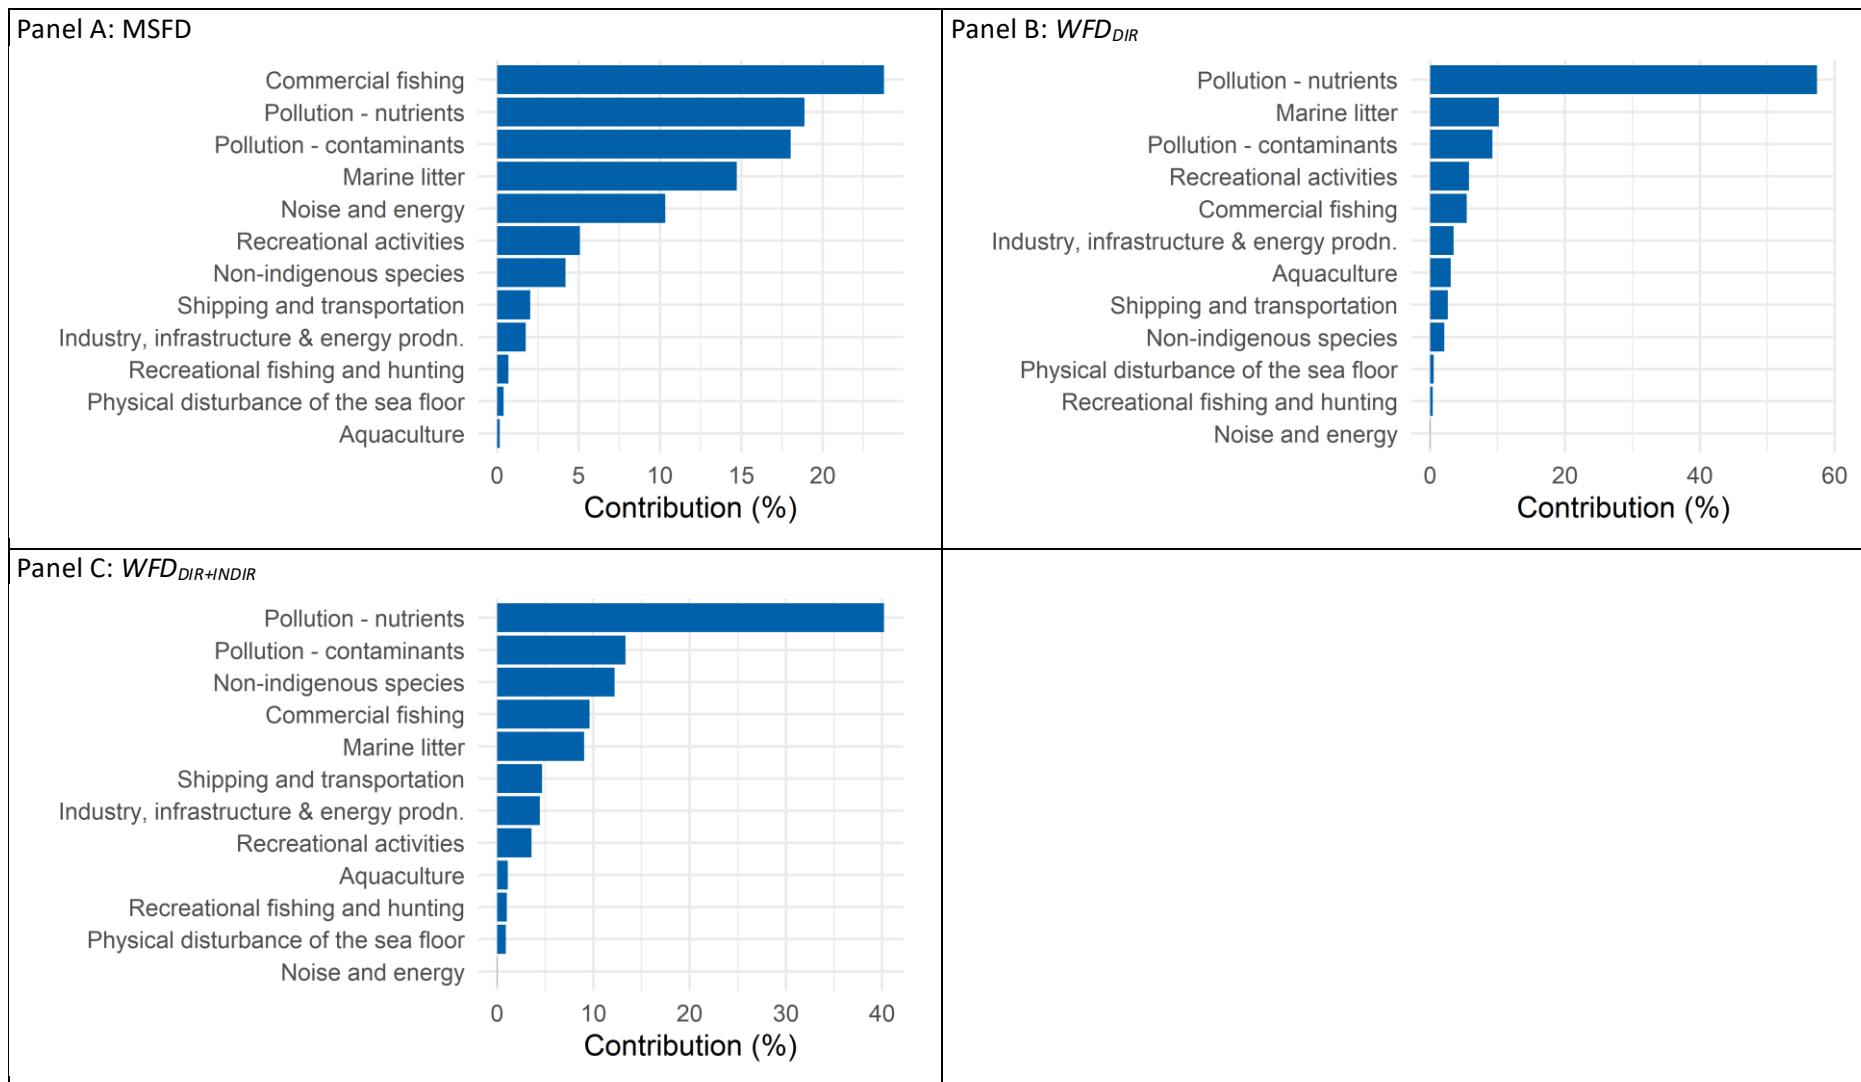 Panel A: MSFD
Commercial fishing
Pollution - nutrients
Pollution - contaminants
Marine litter
Noise and energy
Recreational activities
Non-indigenous species
Shipping and transportation
Industry, infrastructure & energy prodn.
Recreational fishing and hunting
Physical disturbance of the sea floor
Aquaculture
0 5 10 15 20
Contribution (%)
Panel B: WFD DIR
Pollution - nutrients
Marine litter
Pollution - contaminants
Recreational activities
Commercial fishing
Industry, infrastructure & energy prodn.
Aquaculture
Shipping and transportation
Non-indigenous species
Physical disturbance of the sea floor
Recreational fishing and hunting
Noise and energy
0 20 40 60
Contribution (%)
Panel C: WFD DIR+INDIR
Pollution - nutrients
Pollution - contaminants
Non-indigenous species
Commercial fishing
Marine litter
Shipping and transportation
Industry, infrastructure & energy prodn.
Recreational activities
Aquaculture
Recreational fishing and hunting
Physical disturbance of the sea floor
Noise and energy
0 10 20 30 40
Contribution (%)